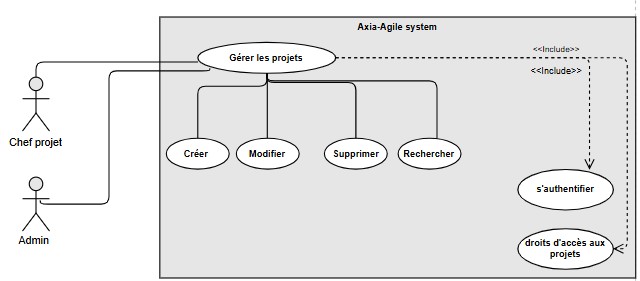 Axia-Agile system
Gérer les projets
<<Include>>
<<Include>>
Chef projet
Créer
Modifier
Supprimer
Rechercher
s'authentifier
Admin
droits d'accès aux
projets